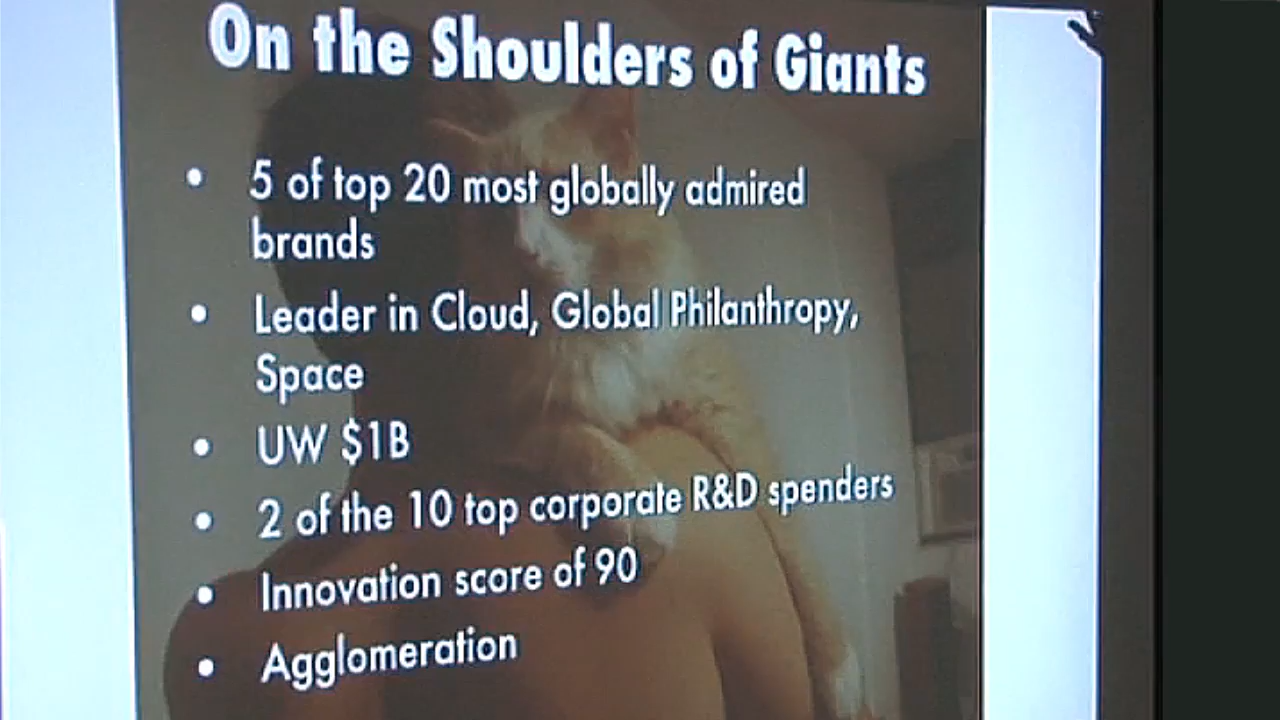 On the Shoulders of Giants
• 5 of top 20 most globally admired
brands
• Leader in Cloud, Global Philanthropy,
Space
• UW $1B
• 2 of the 10 top corporate R&D spenders
• Innovation score of 90
• Agglomeration